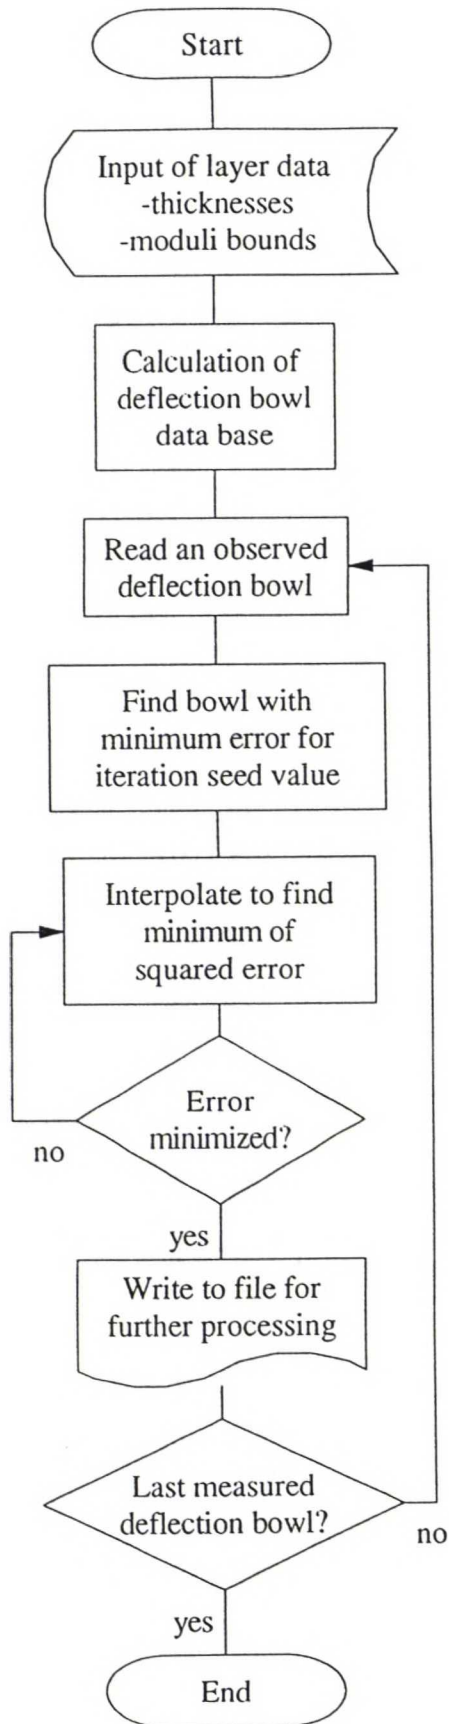 Start
Input of layer data
-thicknesses
-moduli bounds
Calculation of
deflection bowl
data base
Read an observed
deflection bowl
Find bowl with
minimum error for
iteration seed value
Interpolate to find
minimum of
squared error
Error
minimized?
no
yes
Write to file for
further processing
Last measured
deflection bowl?
no
yes
End